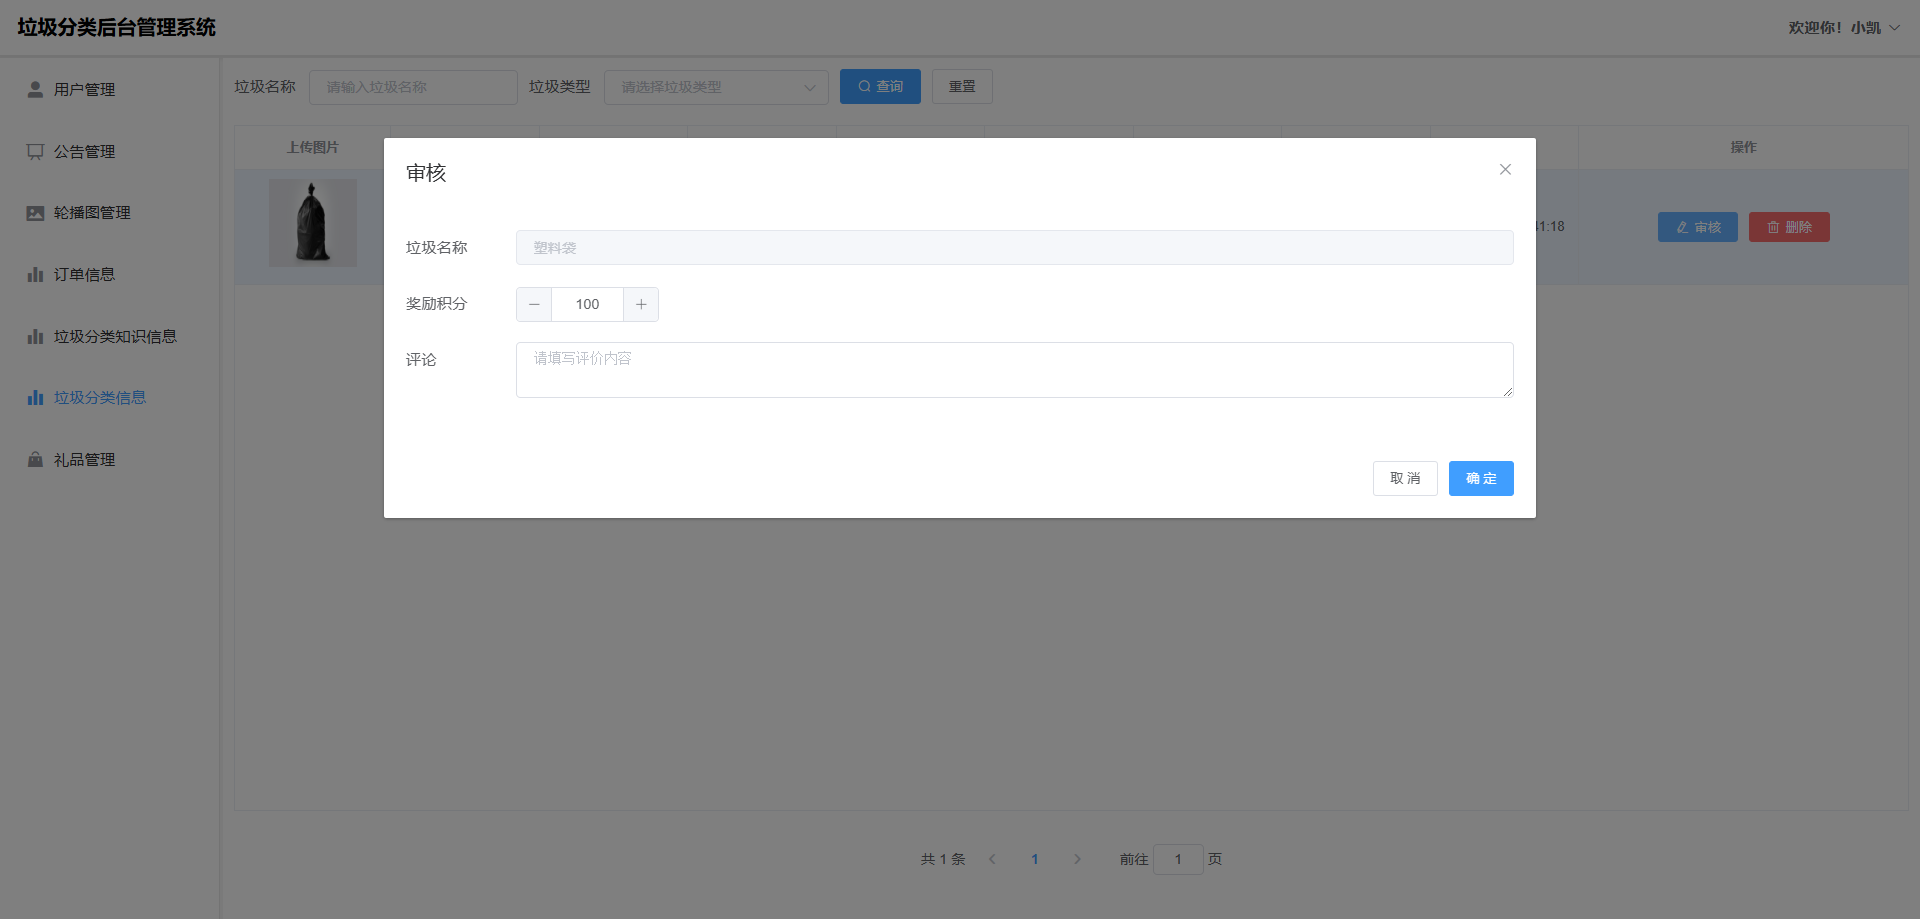 垃圾分类后台管理系统
欢迎你！小凯
用户管理
公告管理
轮播图管理
订单信息
垃圾分类知识信息
垃圾分类信息
礼品管理
垃圾名称 请输入垃圾名称 垃圾类型 请选择垃圾类型 查询 重置
上传图片 操作
1:18 审核 删除
审核
垃圾名称 塑料袋
奖励积分 100
评论 请填写评价内容
取 消 确 定
共 1 条 1 前往 1 页